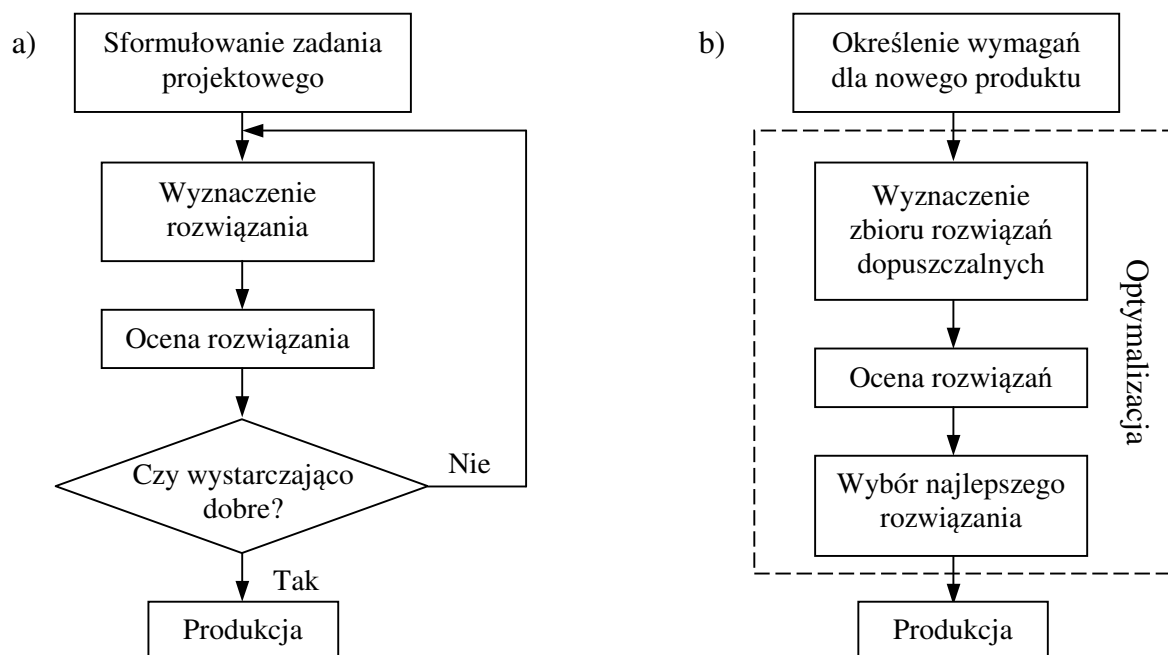 a)
Sformułowanie zadania
projektowego
Wyznaczenie
rozwiązania
Ocena rozwiązania
Czy wystarczająco
dobre?
Nie
Tak
Produkcja
b)
Określenie wymagań
dla nowego produktu
Wyznaczenie
zbioru rozwiązań
dopuszczalnych
Ocena rozwiązań
Wybór najlepszego
rozwiązania
Optymalizacja
Produkcja